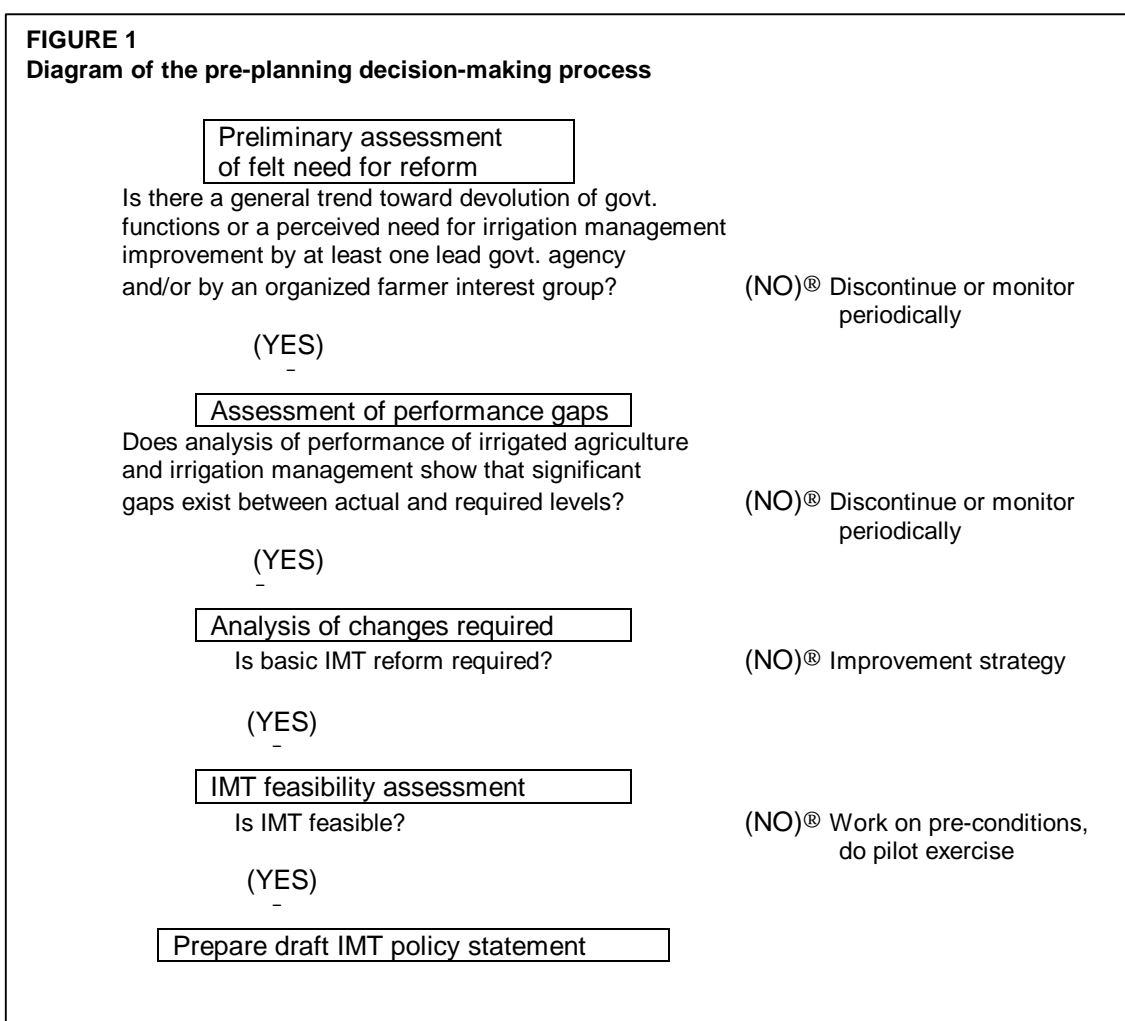 FIGURE 1
Diagram of the pre-planning decision-making process
Preliminary assessment
of felt need for reform
Is there a general trend toward devolution of govt.
functions or a perceived need for irrigation management
improvement by at least one lead govt. agency
and/or by an organized farmer interest group? (NO)® Discontinue or monitor
periodically
(YES)
Assessment of performance gaps
Does analysis of performance of irrigated agriculture
and irrigation management show that significant
gaps exist between actual and required levels? (NO)® Discontinue or monitor
periodically
(YES)
Analysis of changes required
Is basic IMT reform required? (NO)® Improvement strategy
(YES)
IMT feasibility assessment
Is IMT feasible? (NO)® Work on pre-conditions,
do pilot exercise
(YES)
Prepare draft IMT policy statement